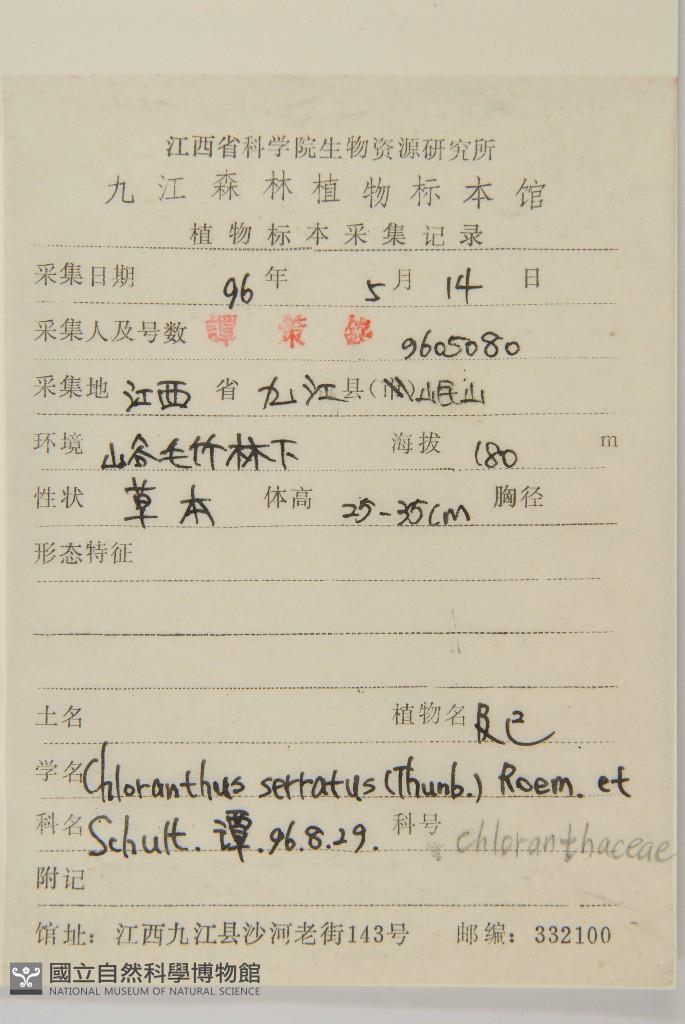 江西省科学院生物资源研究所
九江森林植物标本馆
植物标本采集记录
采集日期 96 年 5 月 14 日
采集人及号数 譚策銘 9605080
采集地 江西 省 九江 县( )岷山
环境 山谷毛竹林下 海拔 180 m
性状 草本 体高 25-35cm 胸径
形态特征
土名 植物名 及已
学名 Chloranthus serratus (Thunb.) Roem. et
科名 Schult. 谭.96.8.29. 科号 chloranthaceae
附记
馆址：江西九江县沙河老街143号 邮编：332100
國立自然科學博物館
NATIONAL MUSEUM OF NATURAL SCIENCE